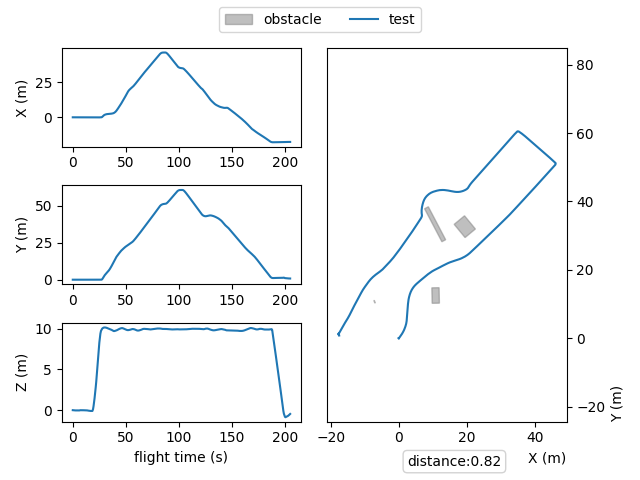 obstacle test
X (m)
25
0
0 50 100 150 200
Y (m)
50
25
0
0 50 100 150 200
Z (m)
10
5
0
0 50 100 150 200
flight time (s)
80
60
40
20
0
−20
Y (m)
−20 0 20 40
X (m)
distance:0.82